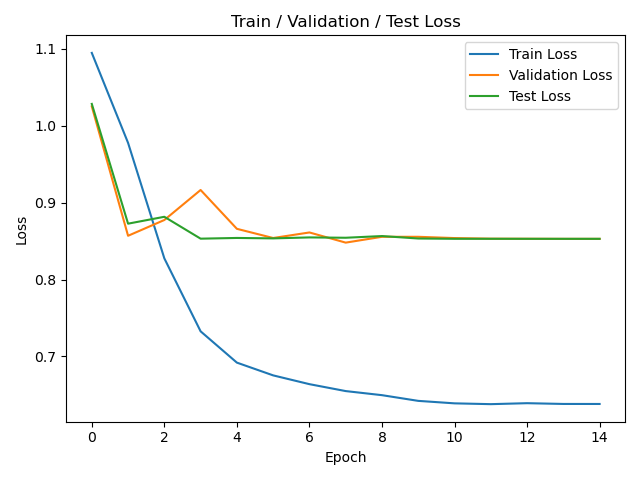 Train / Validation / Test Loss
Train Loss
Validation Loss
Test Loss
1.1
1.0
0.9
0.8
0.7
Loss
0 2 4 6 8 10 12 14
Epoch